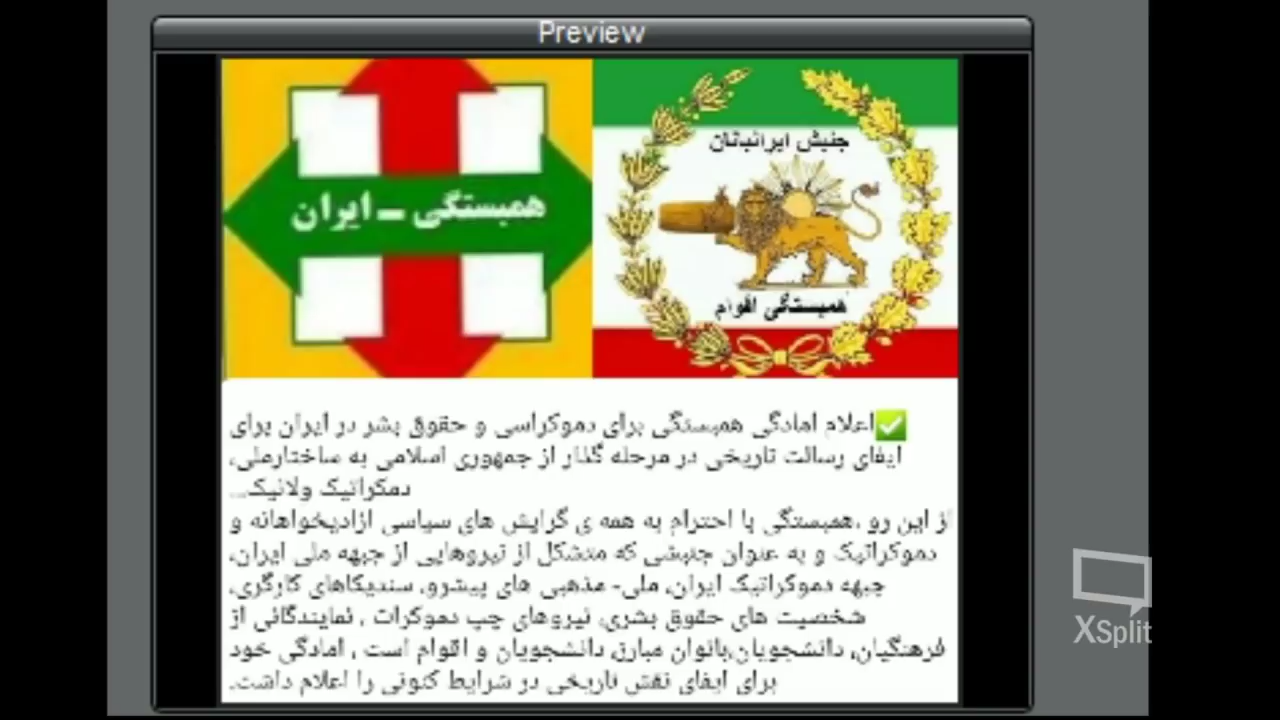 Preview
همبستگی – ایران
جنبش ایرانیاتان
همبستگی اقوام
✅اعلام امادگی همبستگی برای دموکراسی و حقوق بشر در ایران برای
ایفای رسالت تاریخی در مرحله گذار از جمهوری اسلامی به ساختارملی،
دمکراتیک ولائیک...
از این رو ،همبستگی با احترام به همه ی گرایش های سیاسی ازادیخواهانه و
دموکراتیک و به عنوان جنبشی که متشکل از نیروهایی از جبهه ملی ایران،
جبهه دموکراتیک ایران، ملی- مذهبی های پیشرو، سندیکاهای کارگری،
شخصیت های حقوق بشری، نیروهای چپ دموکرات ، نمایندگانی از
فرهنگیان، دانشجویان،بانوان مبارز، دانشجویان و اقوام است ، امادگی خود
برای ایفای نقش تاریخی در شرایط کنونی را اعلام داشت.
XSplit